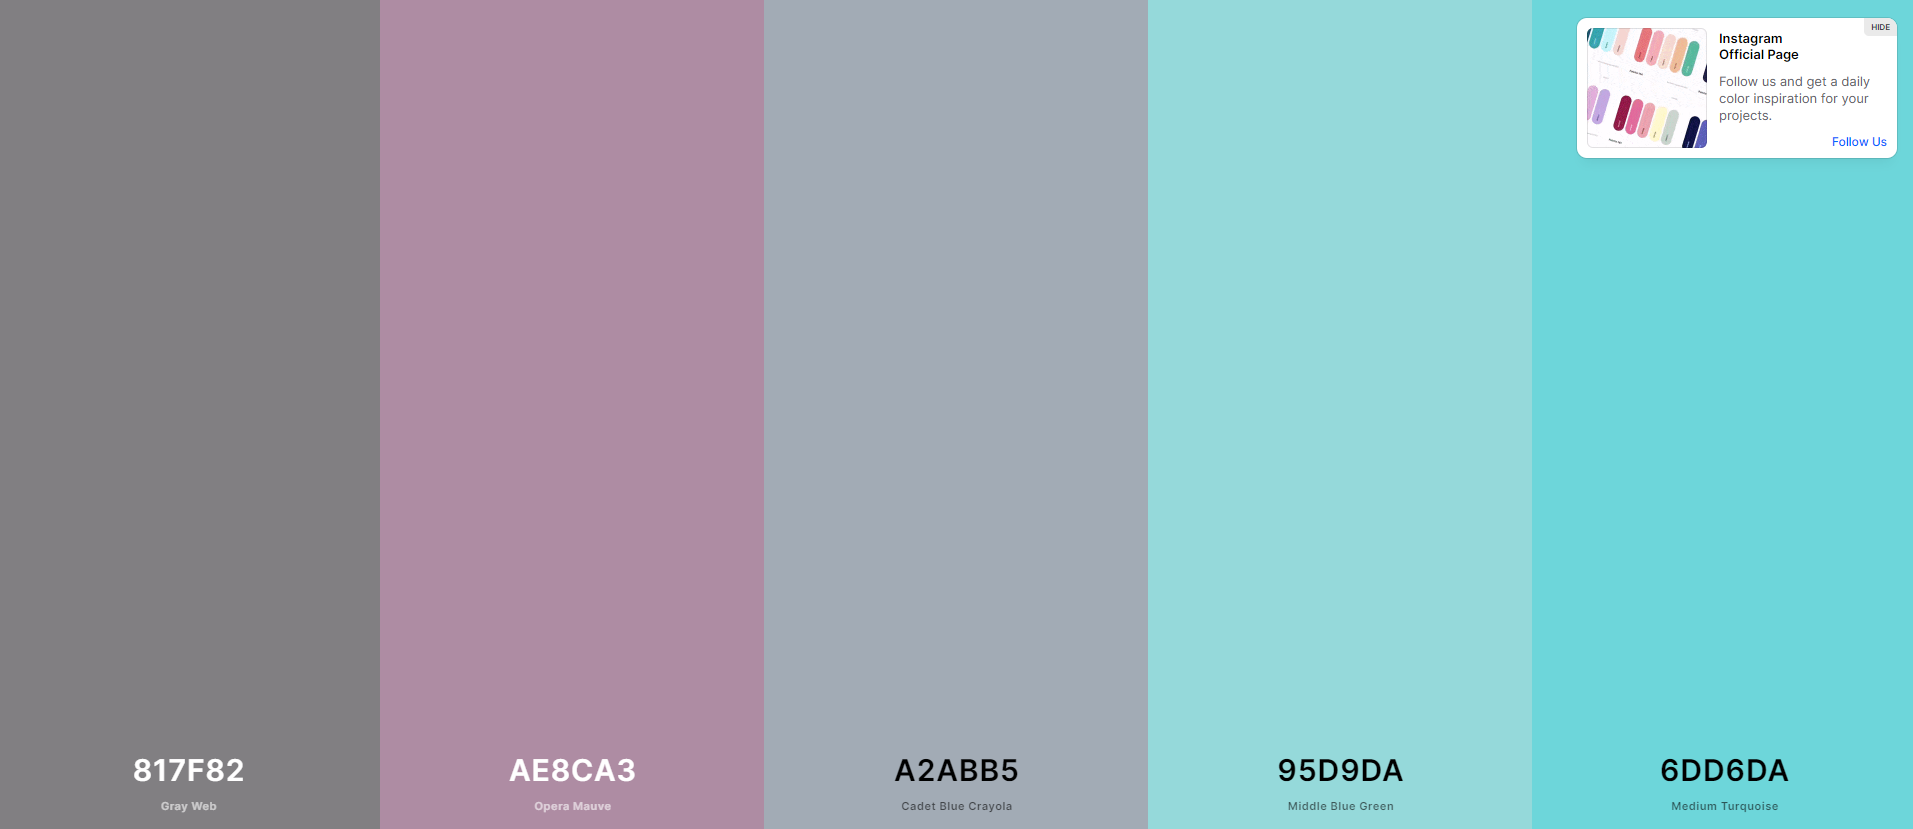 HIDE
Instagram
Official Page
Follow us and get a daily
color inspiration for your
projects.
Follow Us
817F82
Gray Web
AE8CA3
Opera Mauve
A2ABB5
Cadet Blue Crayola
95D9DA
Middle Blue Green
6DD6DA
Medium Turquoise